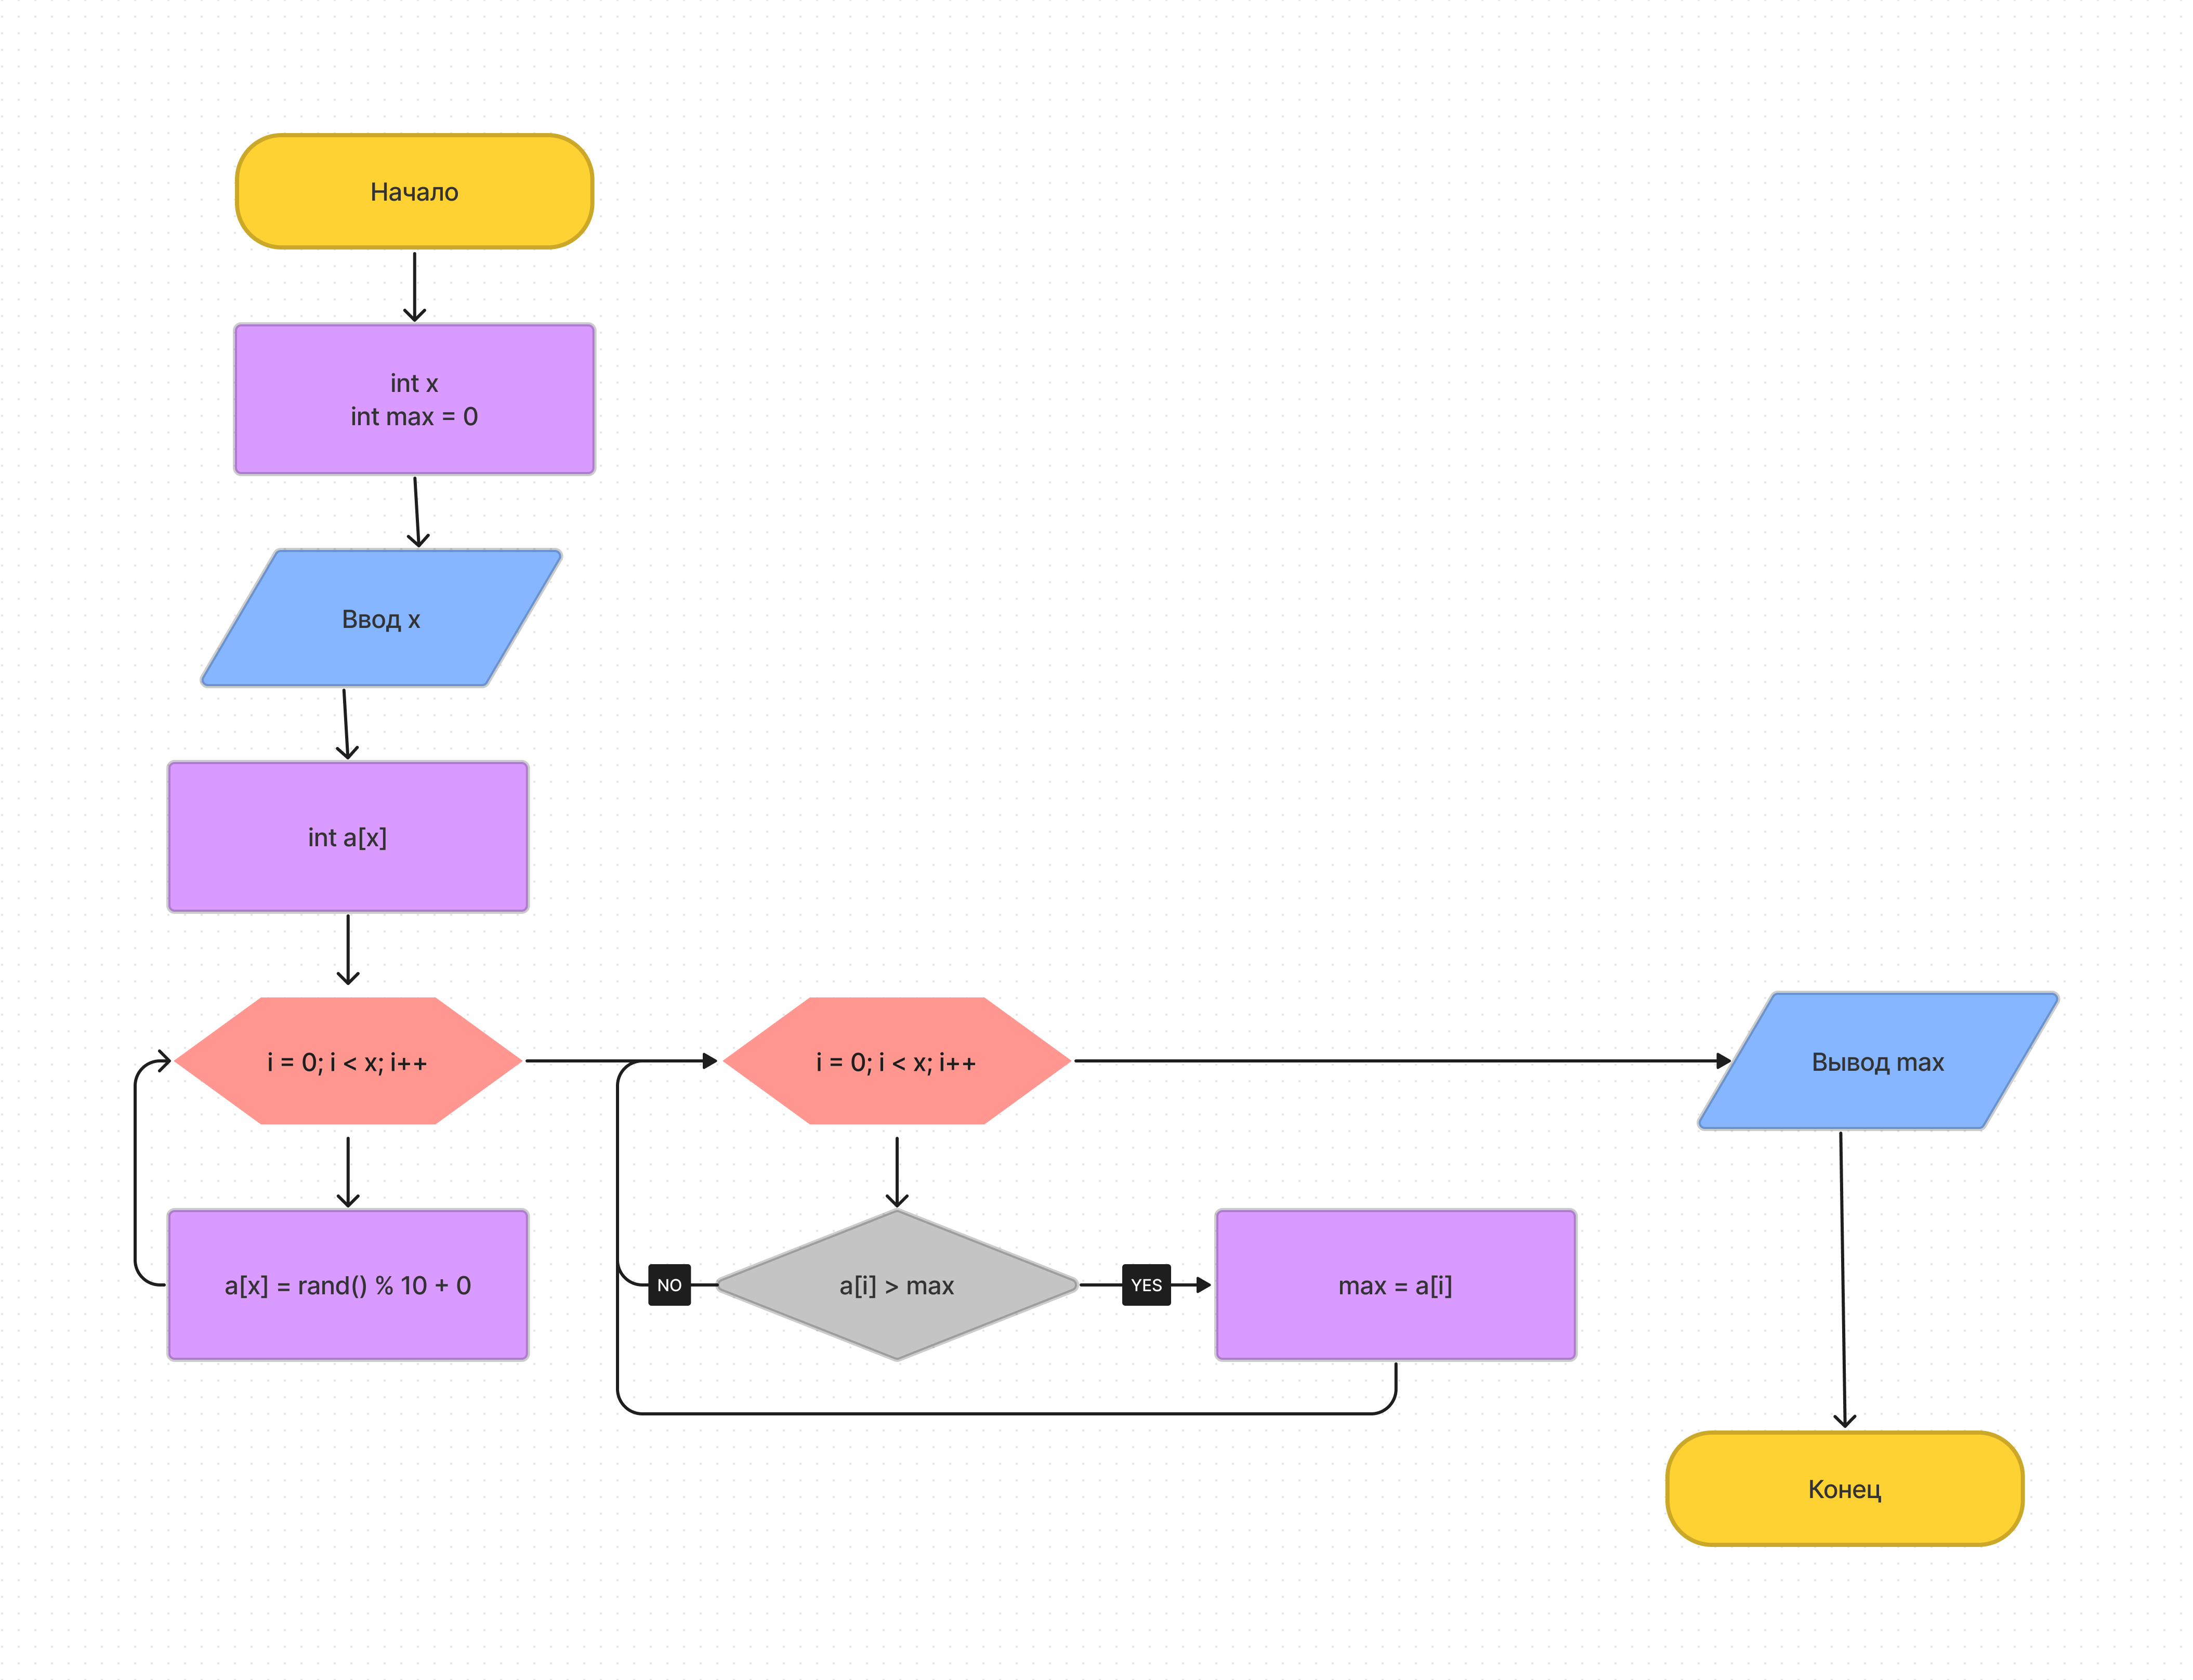 Начало
int x
int max = 0
Ввод x
int a[x]
i = 0; i < x; i++
a[x] = rand() % 10 + 0
i = 0; i < x; i++
NO
a[i] > max
YES
max = a[i]
Вывод max
Конец